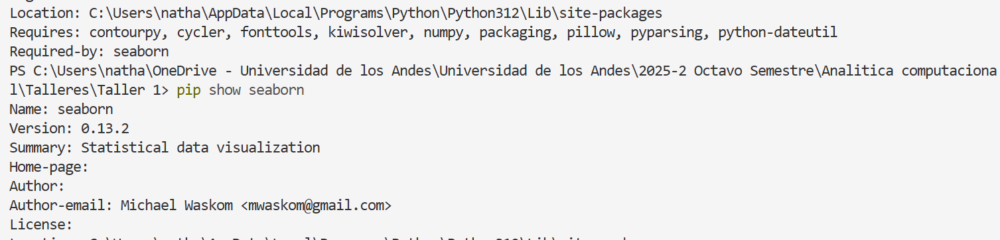 Location: C:\Users\natha\AppData\Local\Programs\Python\Python312\Lib\site-packages
Requires: contourpy, cycler, fonttools, kiwisolver, numpy, packaging, pillow, pyparsing, python-dateutil
Required-by: seaborn
PS C:\Users\natha\OneDrive - Universidad de los Andes\Universidad de los Andes\2025-2 Octavo Semestre\Analitica computaciona
l\Talleres\Taller 1> pip show seaborn
Name: seaborn
Version: 0.13.2
Summary: Statistical data visualization
Home-page:
Author:
Author-email: Michael Waskom <mwaskom@gmail.com>
License: